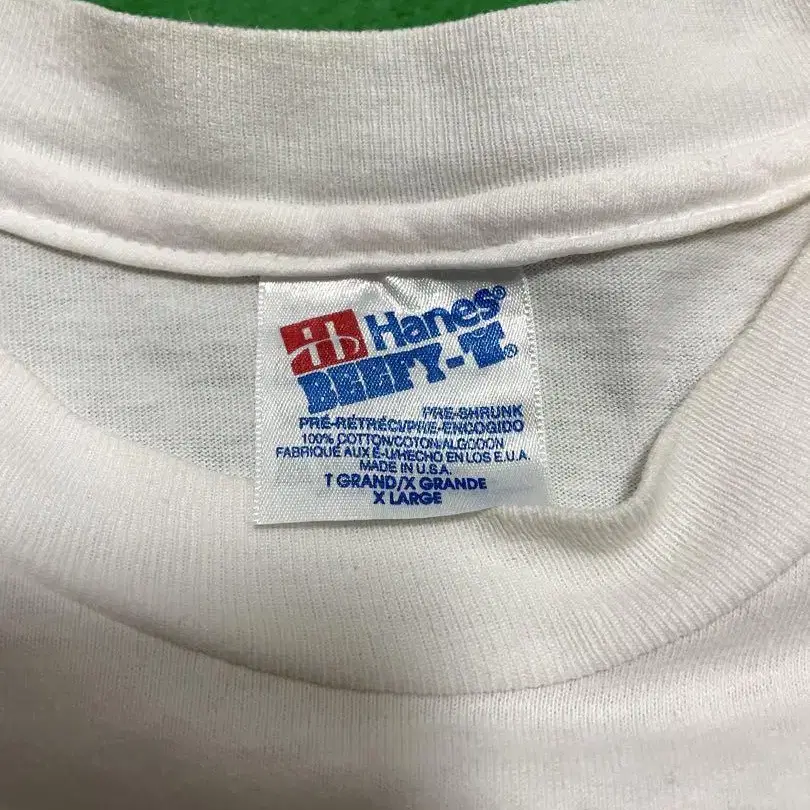 Hanes®
BEEFY-T®
PRE-SHRUNK
PRÉ-RÉTRÉCI/PRE-ENCOGIDO
100% COTTON/COTON/ALGODON
FABRIQUÉ AUX É-U/HECHO EN LOS E.U.A.
MADE IN U.S.A.
T GRAND/X GRANDE
X LARGE